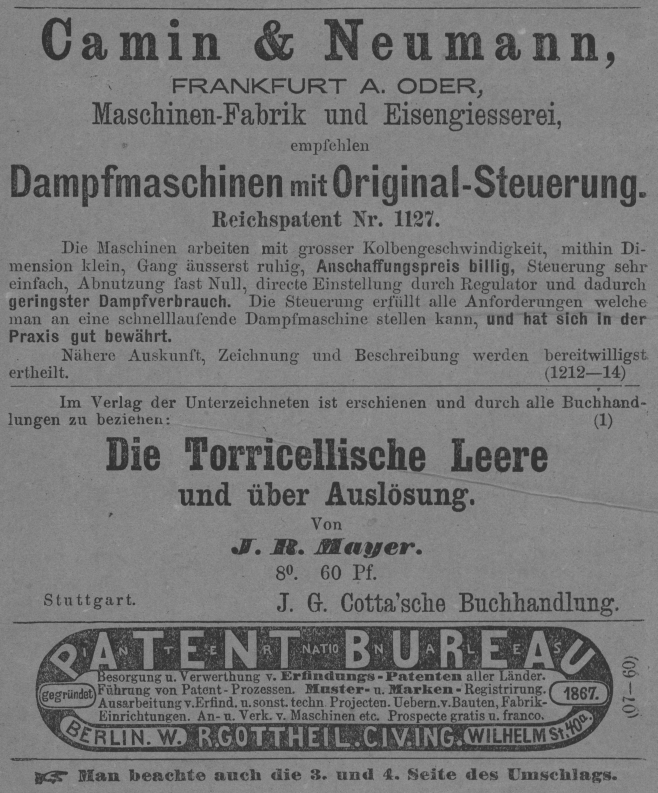 Camin & Neumann,
FRANKFURT A. ODER,
Maschinen-Fabrik und Eisengiesserei,
empfehlen
Dampfmaschinen mit Original-Steuerung.
Reichspatent Nr. 1127.
Die Maschinen arbeiten mit grosser Kolbengeschwindigkeit, mithin Di-
mension klein, Gang äusserst ruhig, Anschaffungspreis billig, Steuerung sehr
einfach, Abnutzung fast Null, directe Einstellung durch Regulator und dadurch
geringster Dampfverbrauch. Die Steuerung erfüllt alle Anforderungen welche
man an eine schnelllaufende Dampfmaschine stellen kann, und hat sich in der
Praxis gut bewährt.
Nähere Auskunft, Zeichnung und Beschreibung werden bereitwilligst
ertheilt. (1212—14)
Im Verlag der Unterzeichneten ist erschienen und durch alle Buchhand-
lungen zu beziehen: (1)
Die Torricellische Leere
und über Auslösung.
Von
J. R. Mayer.
8⁰. 60 Pf.
Stuttgart. J. G. Cotta'sche Buchhandlung.
INTERNATIONALES
PATENT BUREAU
Besorgung u. Verwerthung v. Erfindungs-Patenten aller Länder.
gegründet Führung von Patent-Prozessen. Muster- u. Marken-Registrirung. 1867.
Ausarbeitung v. Erfind. u. sonst. techn. Projecten. Uebern. v. Bauten, Fabrik-
Einrichtungen. An- u. Verk. v. Maschinen etc. Prospecte gratis u. franco.
BERLIN. W. R. GOTTHEIL. CIV. ING. WILHELM St. 40a.
(07—60)
☞ Man beachte auch die 3. und 4. Seite des Umschlags.